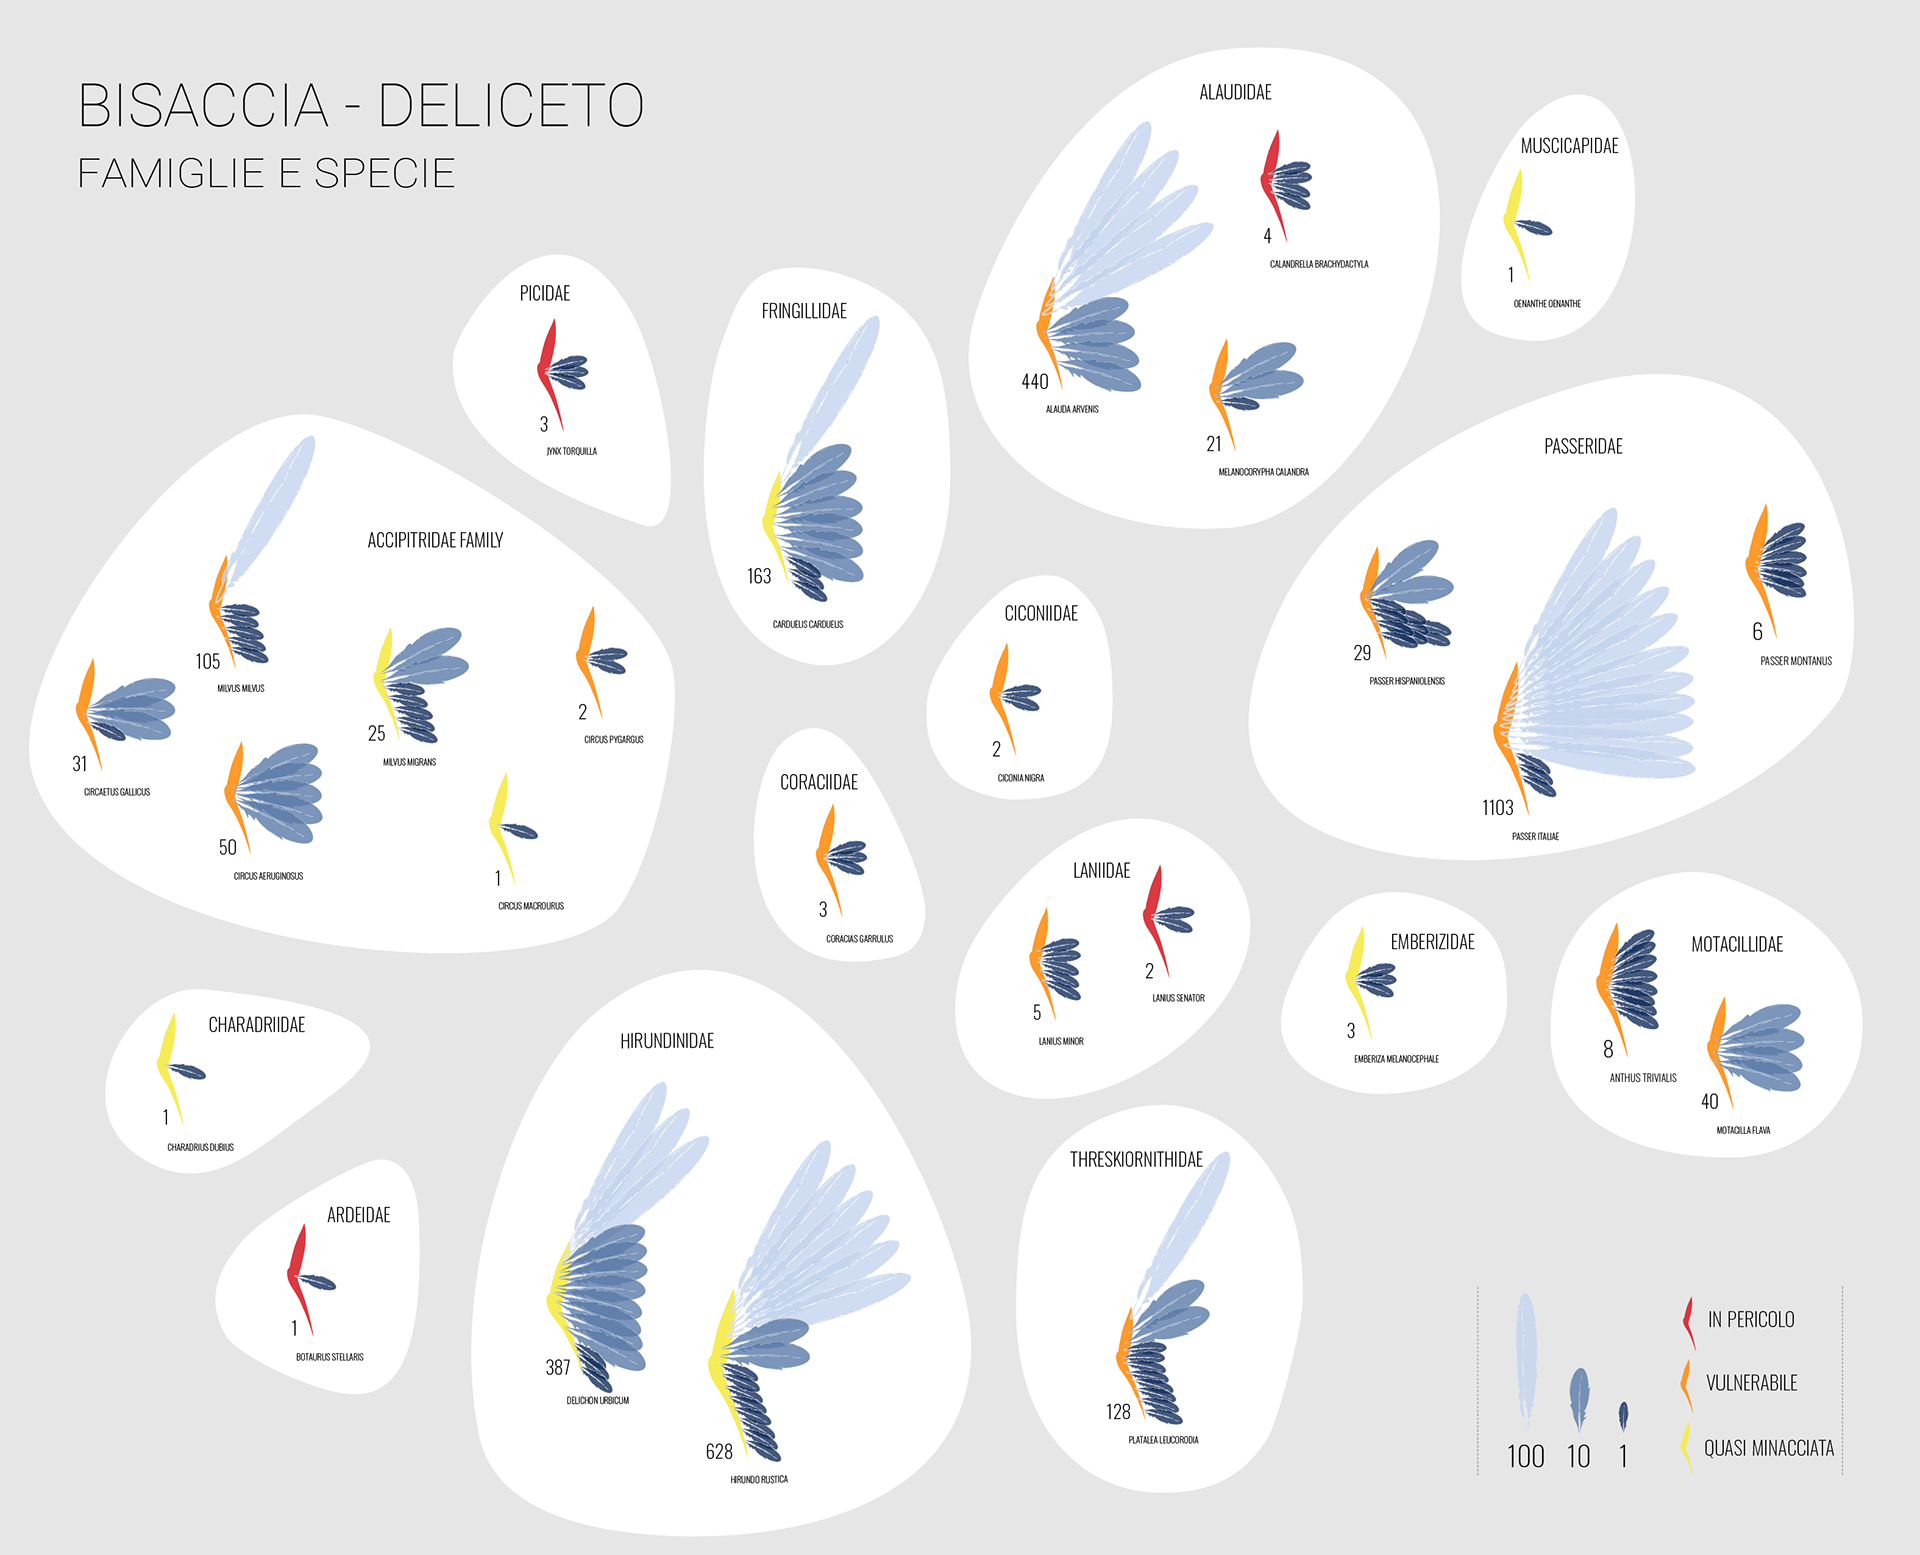 BISACCIA - DELICETO
FAMIGLIE E SPECIE
ALAUDIDAE
4
CALANDRELLA BRACHYDACTYLA
440
ALAUDA ARVENIS
21
MELANOCORYPHA CALANDRA
MUSCICAPIDAE
1
OENANTHE OENANTHE
PICIDAE
3
JYNX TORQUILLA
FRINGILLIDAE
163
CARDUELIS CARDUELIS
PASSERIDAE
29
PASSER HISPANIOLENSIS
6
PASSER MONTANUS
1103
PASSER ITALIAE
ACCIPITRIDAE FAMILY
105
MILVUS MILVUS
31
CIRCAETUS GALLICUS
25
MILVUS MIGRANS
2
CIRCUS PYGARGUS
50
CIRCUS AERUGINOSUS
1
CIRCUS MACROURUS
CICONIIDAE
2
CICONIA NIGRA
CORACIIDAE
3
CORACIAS GARRULUS
LANIIDAE
5
LANIUS MINOR
2
LANIUS SENATOR
EMBERIZIDAE
3
EMBERIZA MELANOCEPHALE
MOTACILLIDAE
8
ANTHUS TRIVIALIS
40
MOTACILLA FLAVA
CHARADRIIDAE
1
CHARADRIUS DUBIUS
ARDEIDAE
1
BOTAURUS STELLARIS
HIRUNDINIDAE
387
DELICHON URBICUM
628
HIRUNDO RUSTICA
THRESKIORNITHIDAE
128
PLATALEA LEUCORODIA
100 10 1
IN PERICOLO
VULNERABILE
QUASI MINACCIATA